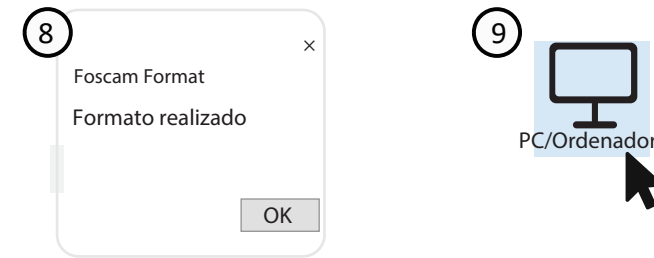 8
×
Foscam Format
Formato realizado
OK
9
PC/Ordenador